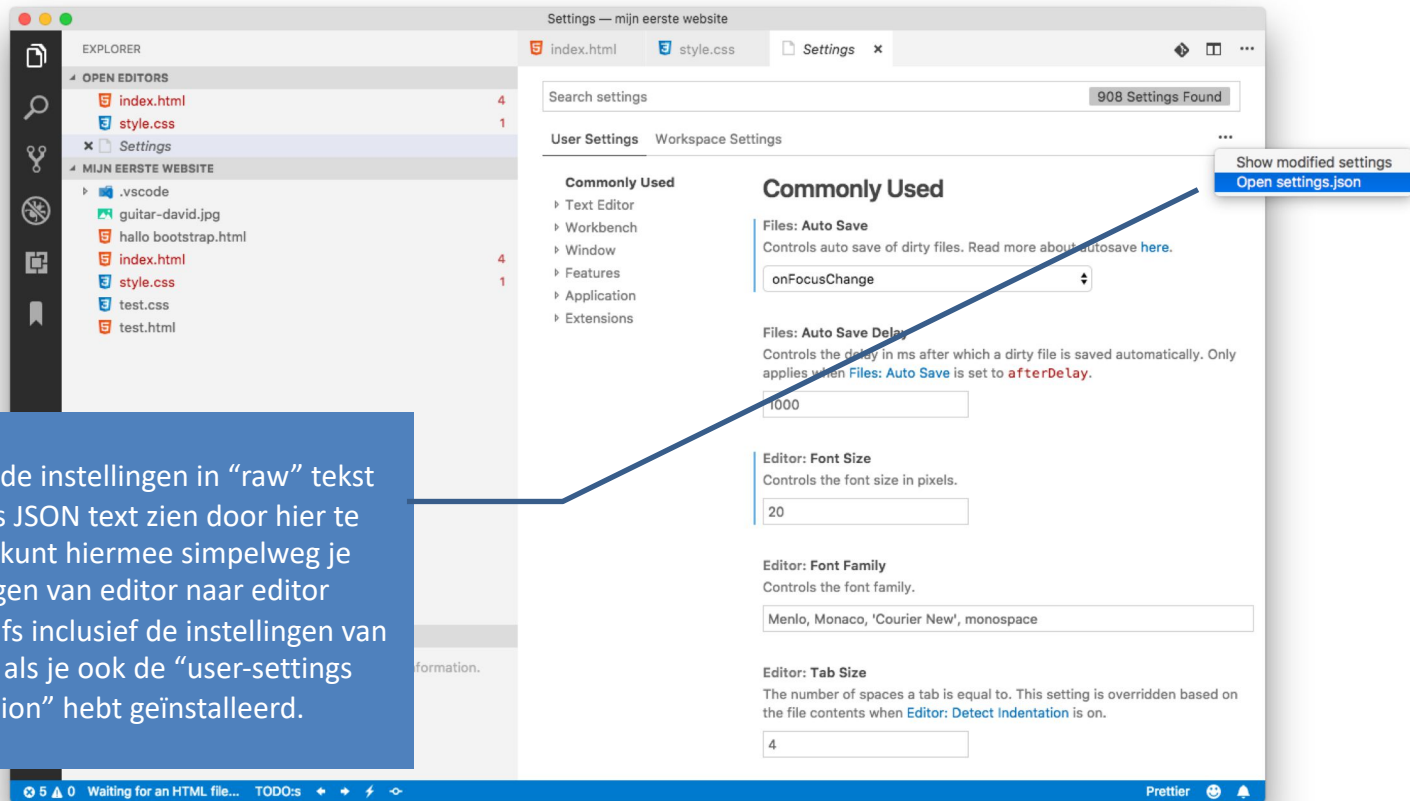 Settings — mijn eerste website
EXPLORER
OPEN EDITORS
index.html 4
style.css 1
Settings
MIJN EERSTE WEBSITE
.vscode
guitar-david.jpg
hallo bootstrap.html
index.html 4
style.css 1
test.css
test.html
index.html style.css Settings
Search settings 908 Settings Found
User Settings Workspace Settings ...
Show modified settings
Open settings.json
Commonly Used
Text Editor
Workbench
Window
Features
Application
Extensions
Commonly Used
Files: Auto Save
Controls auto save of dirty files. Read more about autosave here.
onFocusChange
Files: Auto Save Delay
Controls the delay in ms after which a dirty file is saved automatically. Only
applies when Files: Auto Save is set to afterDelay.
1000
Editor: Font Size
Controls the font size in pixels.
20
Editor: Font Family
Controls the font family.
Menlo, Monaco, 'Courier New', monospace
Editor: Tab Size
The number of spaces a tab is equal to. This setting is overridden based on
the file contents when Editor: Detect Indentation is on.
4
de instellingen in “raw” tekst
s JSON text zien door hier te
kunt hiermee simpelweg je
gen van editor naar editor
fs inclusief de instellingen van
als je ook de “user-settings
ion” hebt geïnstalleerd.
formation.
5 0 Waiting for an HTML file... TODO:s
Prettier